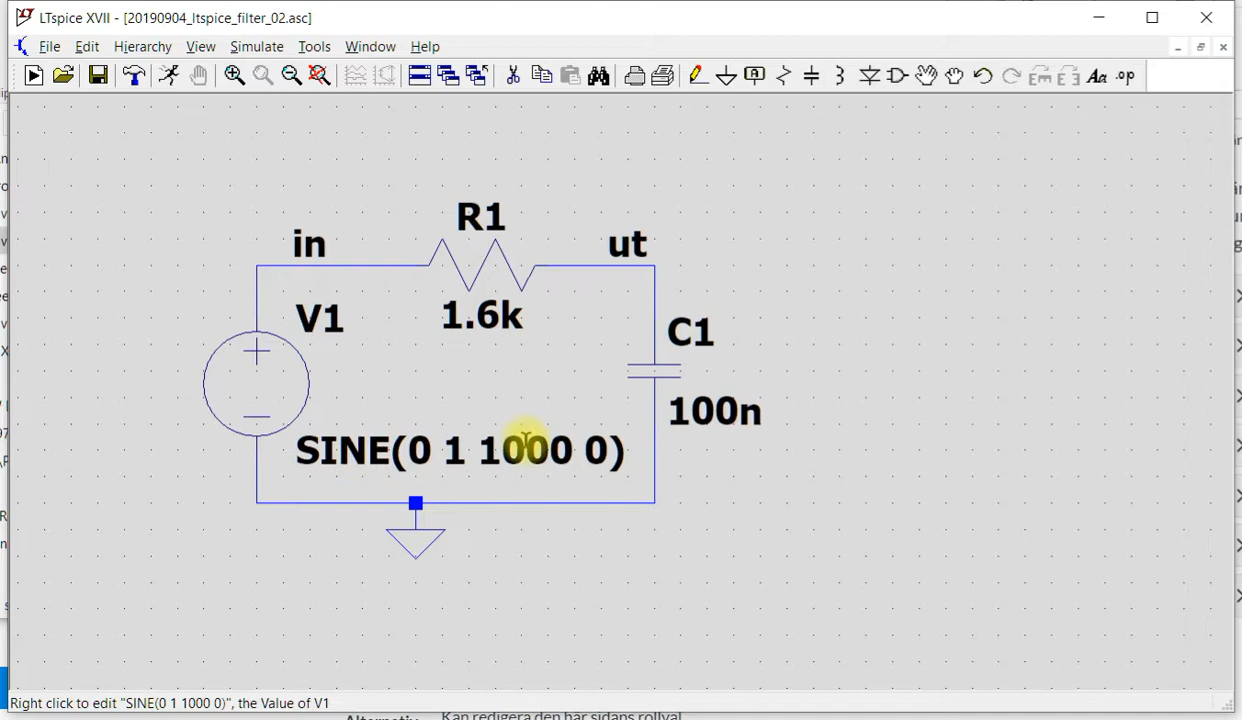 LTspice XVII - [20190904_ltspice_filter_02.asc]
File Edit Hierarchy View Simulate Tools Window Help
Aa .op
R1
in
ut
1.6k
V1
C1
100n
SINE(0 1 1000 0)
Right click to edit "SINE(0 1 1000 0)", the Value of V1
Kan redigera den här sidans rollval